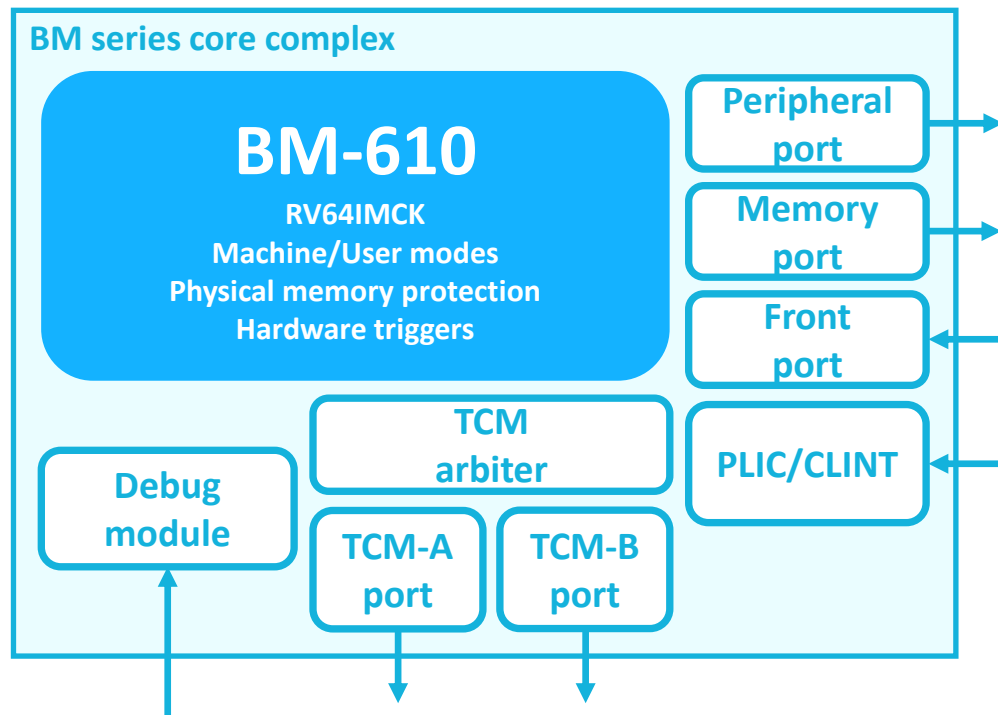 BM series core complex
BM-610
RV64IMCK
Machine/User modes
Physical memory protection
Hardware triggers
Peripheral
port
Memory
port
Front
port
PLIC/CLINT
TCM
arbiter
Debug
module
TCM-A
port
TCM-B
port